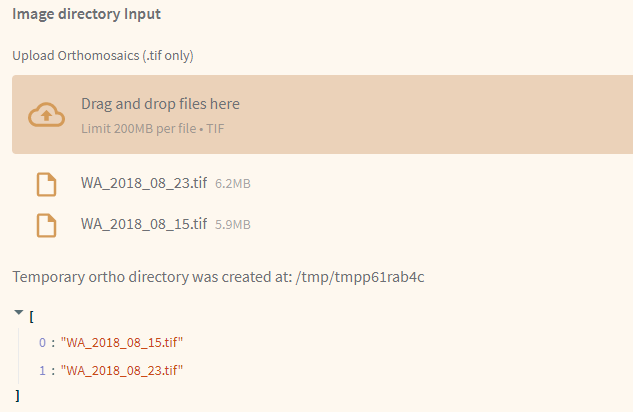 Image directory Input
Upload Orthomosaics (.tif only)
Drag and drop files here
Limit 200MB per file • TIF
WA_2018_08_23.tif 6.2MB
WA_2018_08_15.tif 5.9MB
Temporary ortho directory was created at: /tmp/tmpp61rab4c
[
0 : "WA_2018_08_15.tif"
1 : "WA_2018_08_23.tif"
]